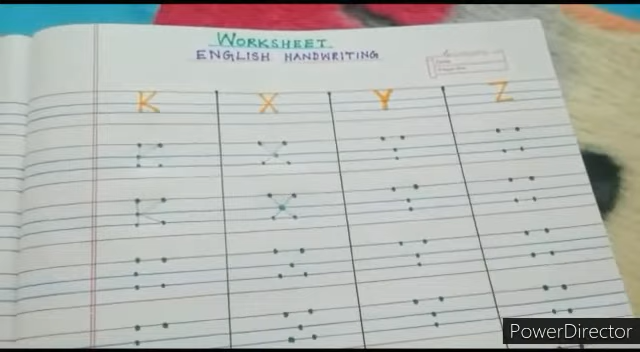 WORKSHEET
ENGLISH HANDWRITING
K X Y Z
K X
K X
PowerDirector